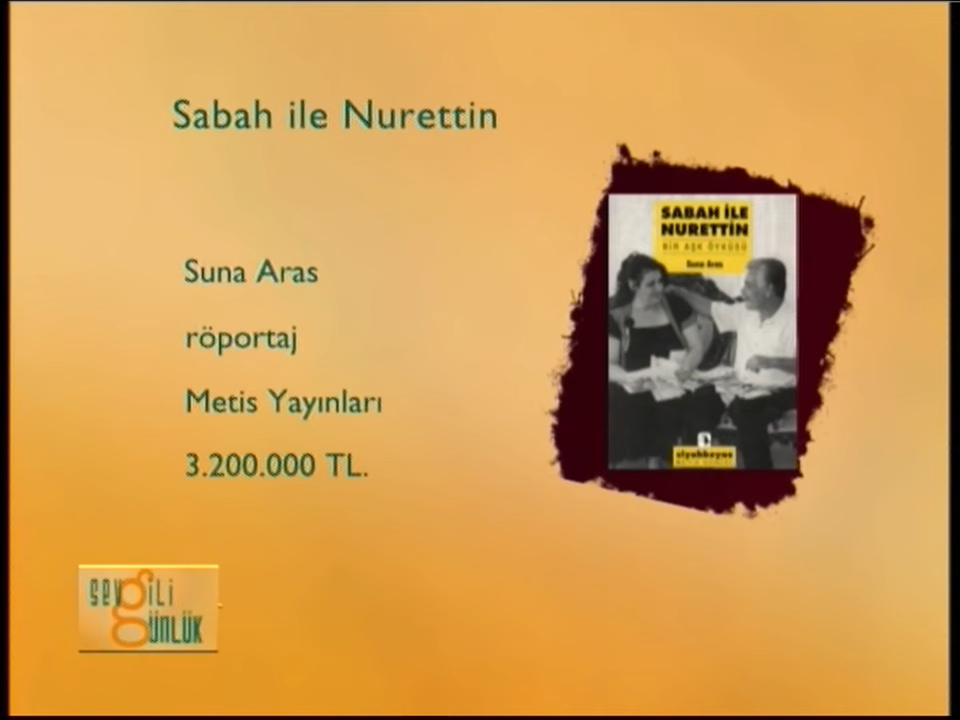 Sabah ile Nurettin
Suna Aras
röportaj
Metis Yayınları
3.200.000 TL.
SABAH İLE
NURETTİN
BİR AŞK ÖYKÜSÜ
Suna Aras
siyahbeyaz
sevgili
günlük